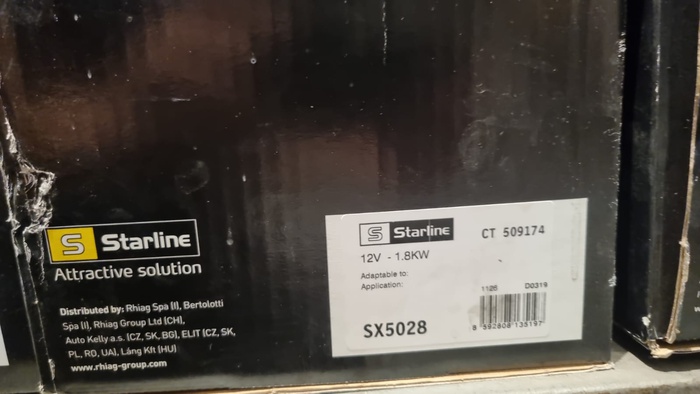 S Starline
Attractive solution
Distributed by: Rhiag Spa (I), Bertolotti
Spa (I), Rhiag Group Ltd (CH),
Auto Kelly a.s. (CZ, SK, BG), ELIT (CZ, SK,
PL, RO, UA), Láng Kft (HU)
www.rhiag-group.com
S Starline
CT 509174
12V - 1.8KW
Adaptable to:
Application:
1126 D0319
SX5028
8 592808 135197